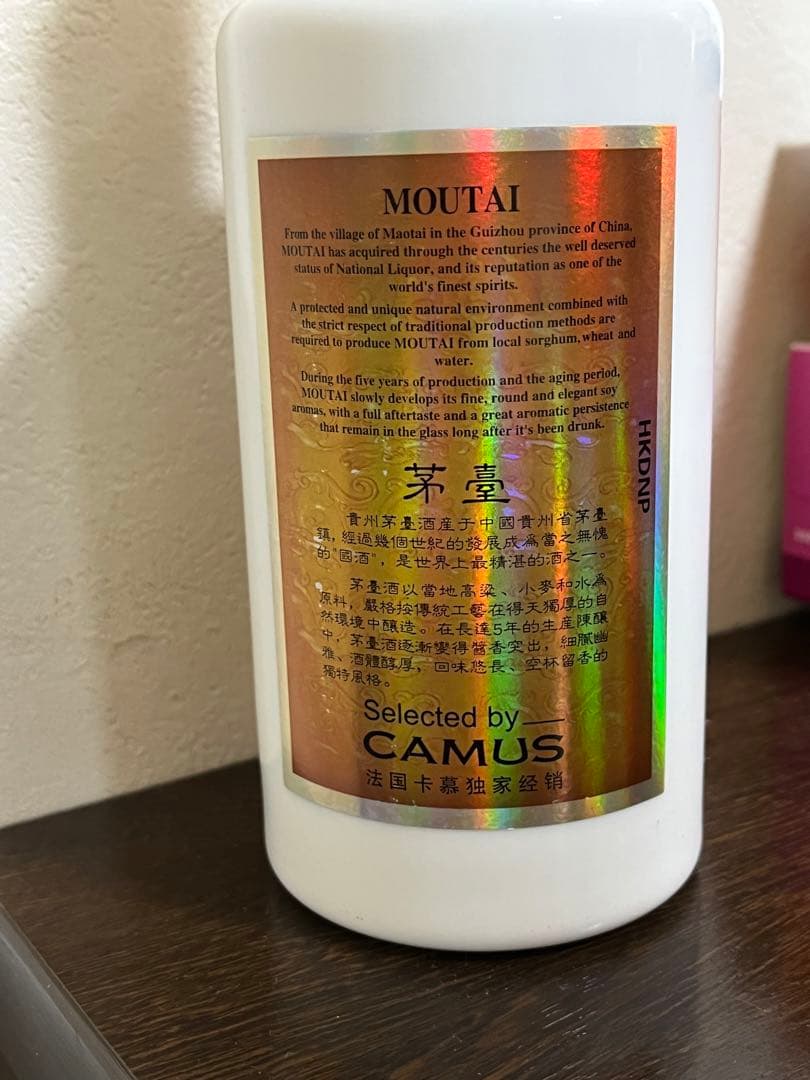 MOUTAI
From the village of Maotai in the Guizhou province of China,
MOUTAI has acquired through the centuries the well deserved
status of National Liquor, and its reputation as one of the
world's finest spirits.
A protected and unique natural environment combined with
the strict respect of traditional production methods are
required to produce MOUTAI from local sorghum, wheat and
water.
During the five years of production and the aging period,
MOUTAI slowly develops its fine, round and elegant soy
aromas, with a full aftertaste and a great aromatic persistence
that remain in the glass long after it's been drunk.
HKDNP
茅臺
貴州茅臺酒産于中國貴州省茅臺
鎮，經過幾個世紀的發展成爲當之無愧
的"國酒"，是世界上最精湛的酒之一。
茅臺酒以當地高粱、小麥和水爲
原料，嚴格按傳統工藝在得天獨厚的自
然環境中釀造。在長達5年的生産陳釀
中，茅臺酒逐漸變得醬香突出，細膩幽
雅、酒體醇厚，回味悠長、空杯留香的
獨特風格。
Selected by
CAMUS
法国卡慕独家经销